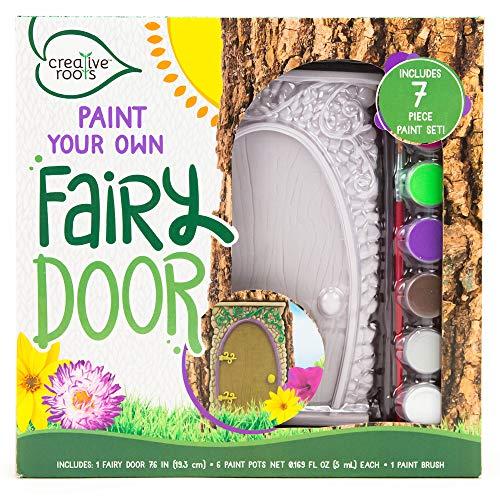 creative
roots
PAINT
YOUR OWN
FAIRY
DOOR
INCLUDES
7
PIECE
PAINT SET!
INCLUDES: 1 FAIRY DOOR 7.6 IN (19.3 cm) • 6 PAINT POTS NET 0.169 FL OZ (5 mL) EACH • 1 PAINT BRUSH